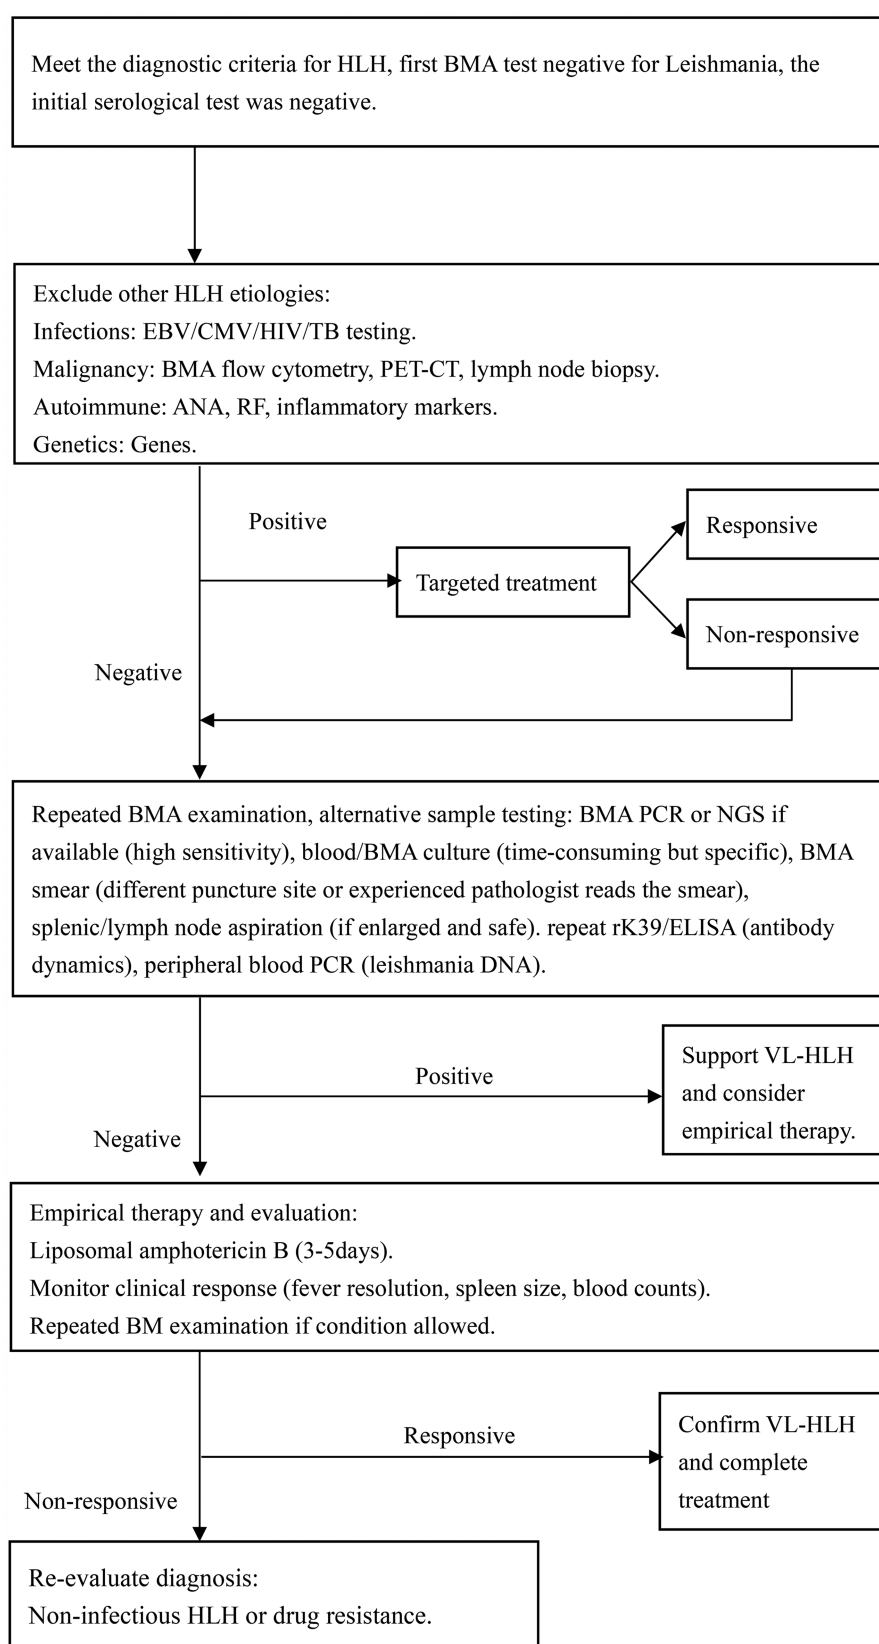 Meet the diagnostic criteria for HLH, first BMA test negative for Leishmania, the
initial serological test was negative.
Exclude other HLH etiologies:
Infections: EBV/CMV/HIV/TB testing.
Malignancy: BMA flow cytometry, PET-CT, lymph node biopsy.
Autoimmune: ANA, RF, inflammatory markers.
Genetics: Genes.
Positive
Responsive
Targeted treatment
Non-responsive
Negative
Repeated BMA examination, alternative sample testing: BMA PCR or NGS if
available (high sensitivity), blood/BMA culture (time-consuming but specific), BMA
smear (different puncture site or experienced pathologist reads the smear),
splenic/lymph node aspiration (if enlarged and safe). repeat rK39/ELISA (antibody
dynamics), peripheral blood PCR (leishmania DNA).
Positive
Support VL-HLH
and consider
empirical therapy.
Negative
Empirical therapy and evaluation:
Liposomal amphotericin B (3-5days).
Monitor clinical response (fever resolution, spleen size, blood counts).
Repeated BM examination if condition allowed.
Responsive
Confirm VL-HLH
and complete
treatment
Non-responsive
Re-evaluate diagnosis:
Non-infectious HLH or drug resistance.